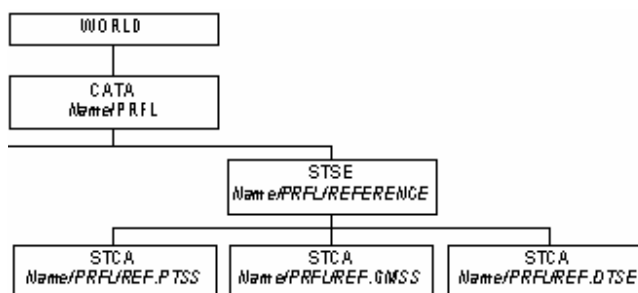 WORLD
CATA
Name/PRFL
STSE
Name/PRFL/REFERENCE
STCA
Name/PRFL/REF.PTSS
STCA
Name/PRFL/REF.GMSS
STCA
Name/PRFL/REF.DTSE